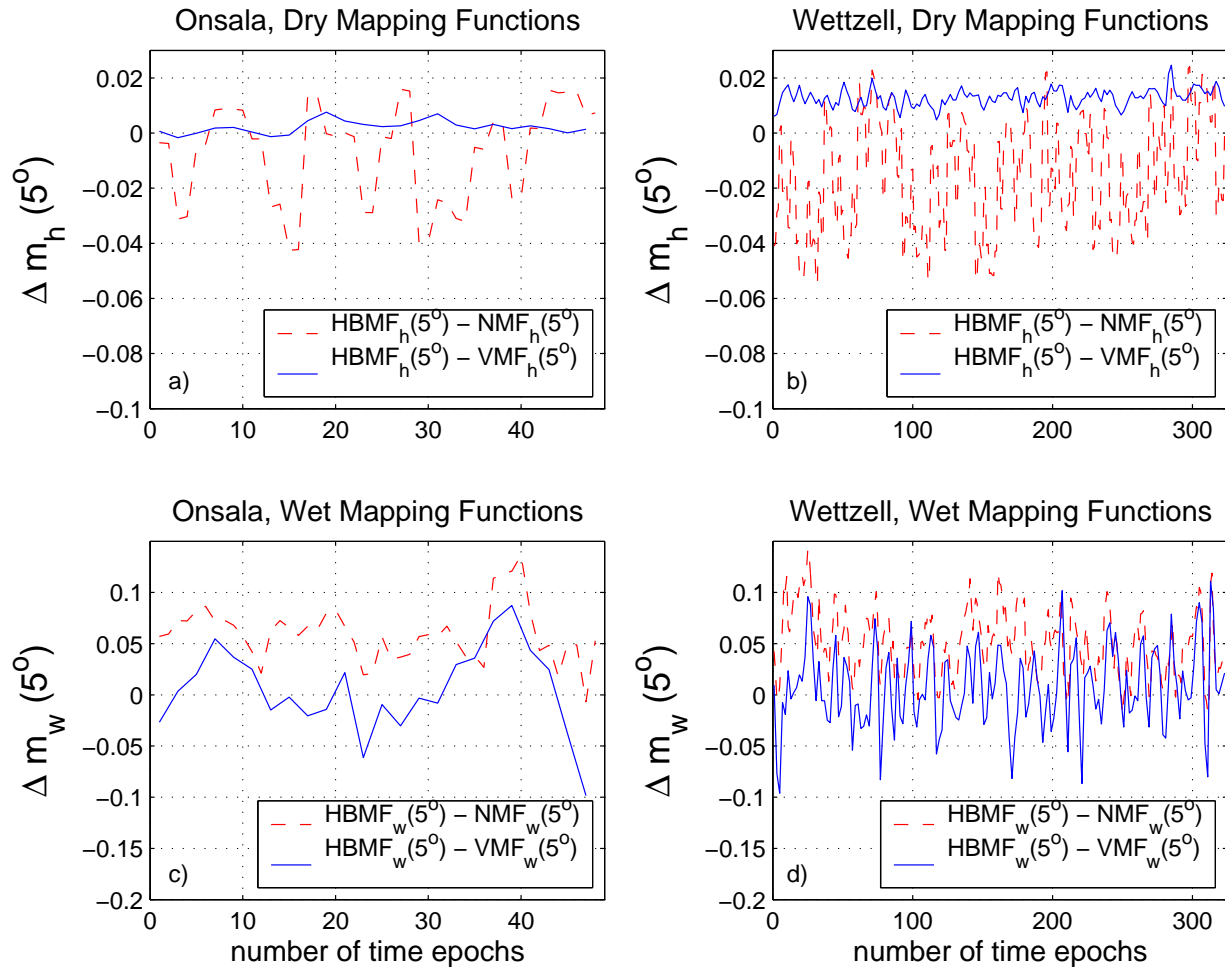 Onsala, Dry Mapping Functions
0.02
0
−0.02
−0.04
−0.06
−0.08
−0.1
Δ m_h (5^o)
HBMF_h(5^o) − NMF_h(5^o)
HBMF_h(5^o) − VMF_h(5^o)
a)
0 10 20 30 40
Wettzell, Dry Mapping Functions
0.02
0
−0.02
−0.04
−0.06
−0.08
−0.1
Δ m_h (5^o)
HBMF_h(5^o) − NMF_h(5^o)
HBMF_h(5^o) − VMF_h(5^o)
b)
0 100 200 300
Onsala, Wet Mapping Functions
0.1
0.05
0
−0.05
−0.1
−0.15
−0.2
Δ m_w (5^o)
HBMF_w(5^o) − NMF_w(5^o)
HBMF_w(5^o) − VMF_w(5^o)
c)
0 10 20 30 40
number of time epochs
Wettzell, Wet Mapping Functions
0.1
0.05
0
−0.05
−0.1
−0.15
−0.2
Δ m_w (5^o)
HBMF_w(5^o) − NMF_w(5^o)
HBMF_w(5^o) − VMF_w(5^o)
d)
0 100 200 300
number of time epochs